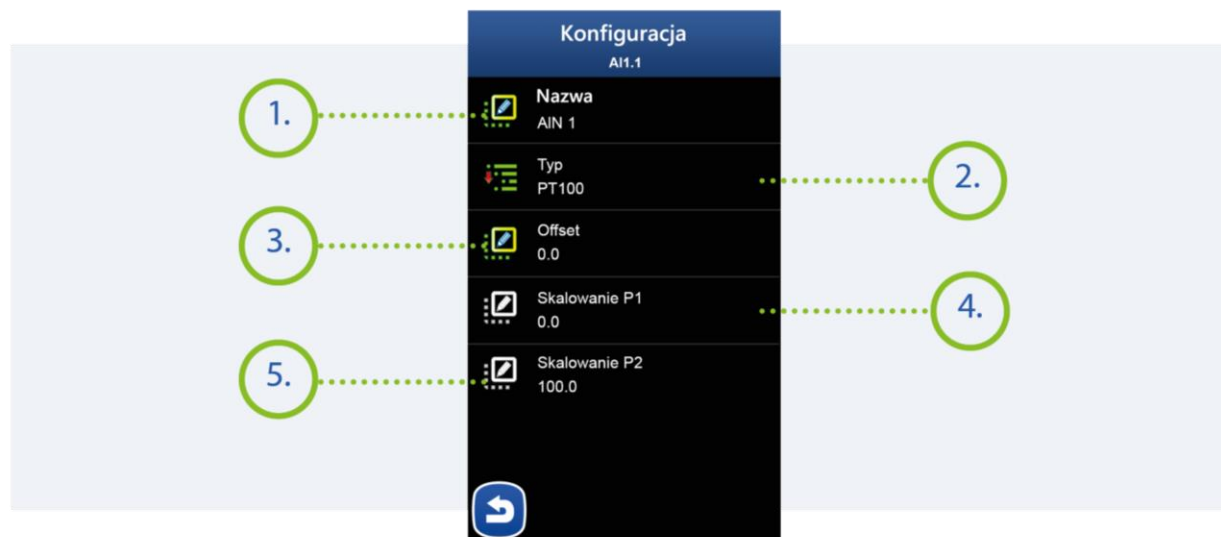 Konfiguracja
AI1.1
1.
Nazwa
AIN 1
2.
Typ
PT100
3.
Offset
0.0
4.
Skalowanie P1
0.0
5.
Skalowanie P2
100.0